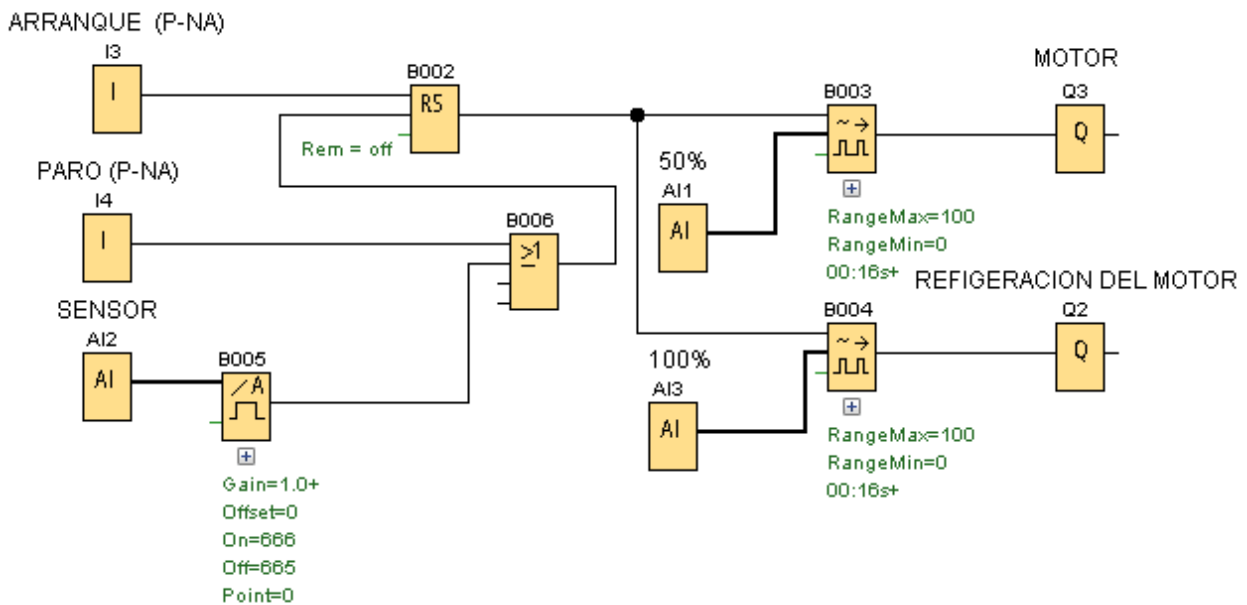 ARRANQUE (P-NA)
I3
I
B002
RS
Rem = off
PARO (P-NA)
I4
I
B006
≥1
SENSOR
AI2
AI
B005
/A
Gain=1.0+
Offset=0
On=666
Off=665
Point=0
50%
AI1
AI
B003
~→
RangeMax=100
RangeMin=0
00:16s+
MOTOR
Q3
Q
REFIGERACION DEL MOTOR
100%
AI3
AI
B004
~→
RangeMax=100
RangeMin=0
00:16s+
Q2
Q